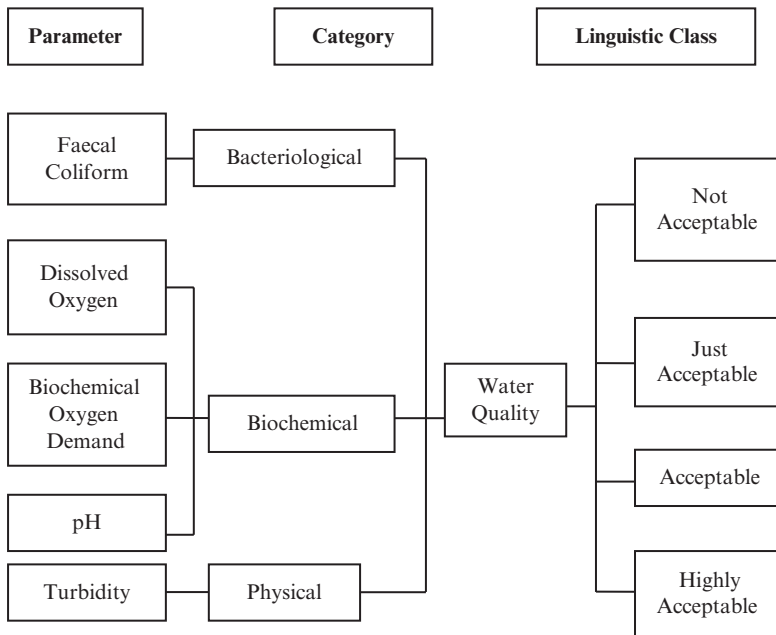 Parameter
Category
Linguistic Class
Faecal
Coliform
Bacteriological
Not
Acceptable
Dissolved
Oxygen
Just
Acceptable
Biochemical
Oxygen
Demand
Biochemical
Water
Quality
Acceptable
pH
Turbidity
Physical
Highly
Acceptable